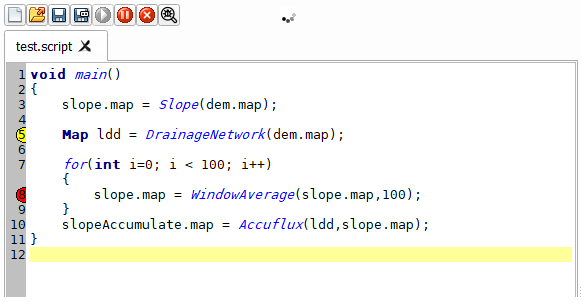 test.script
1 void main()
2 {
3     slope.map = Slope(dem.map);
4
5     Map ldd = DrainageNetwork(dem.map);
6
7     for(int i=0; i < 100; i++)
      {
8         slope.map = WindowAverage(slope.map,100);
9     }
10    slopeAccumulate.map = Accuflux(ldd,slope.map);
11 }
12